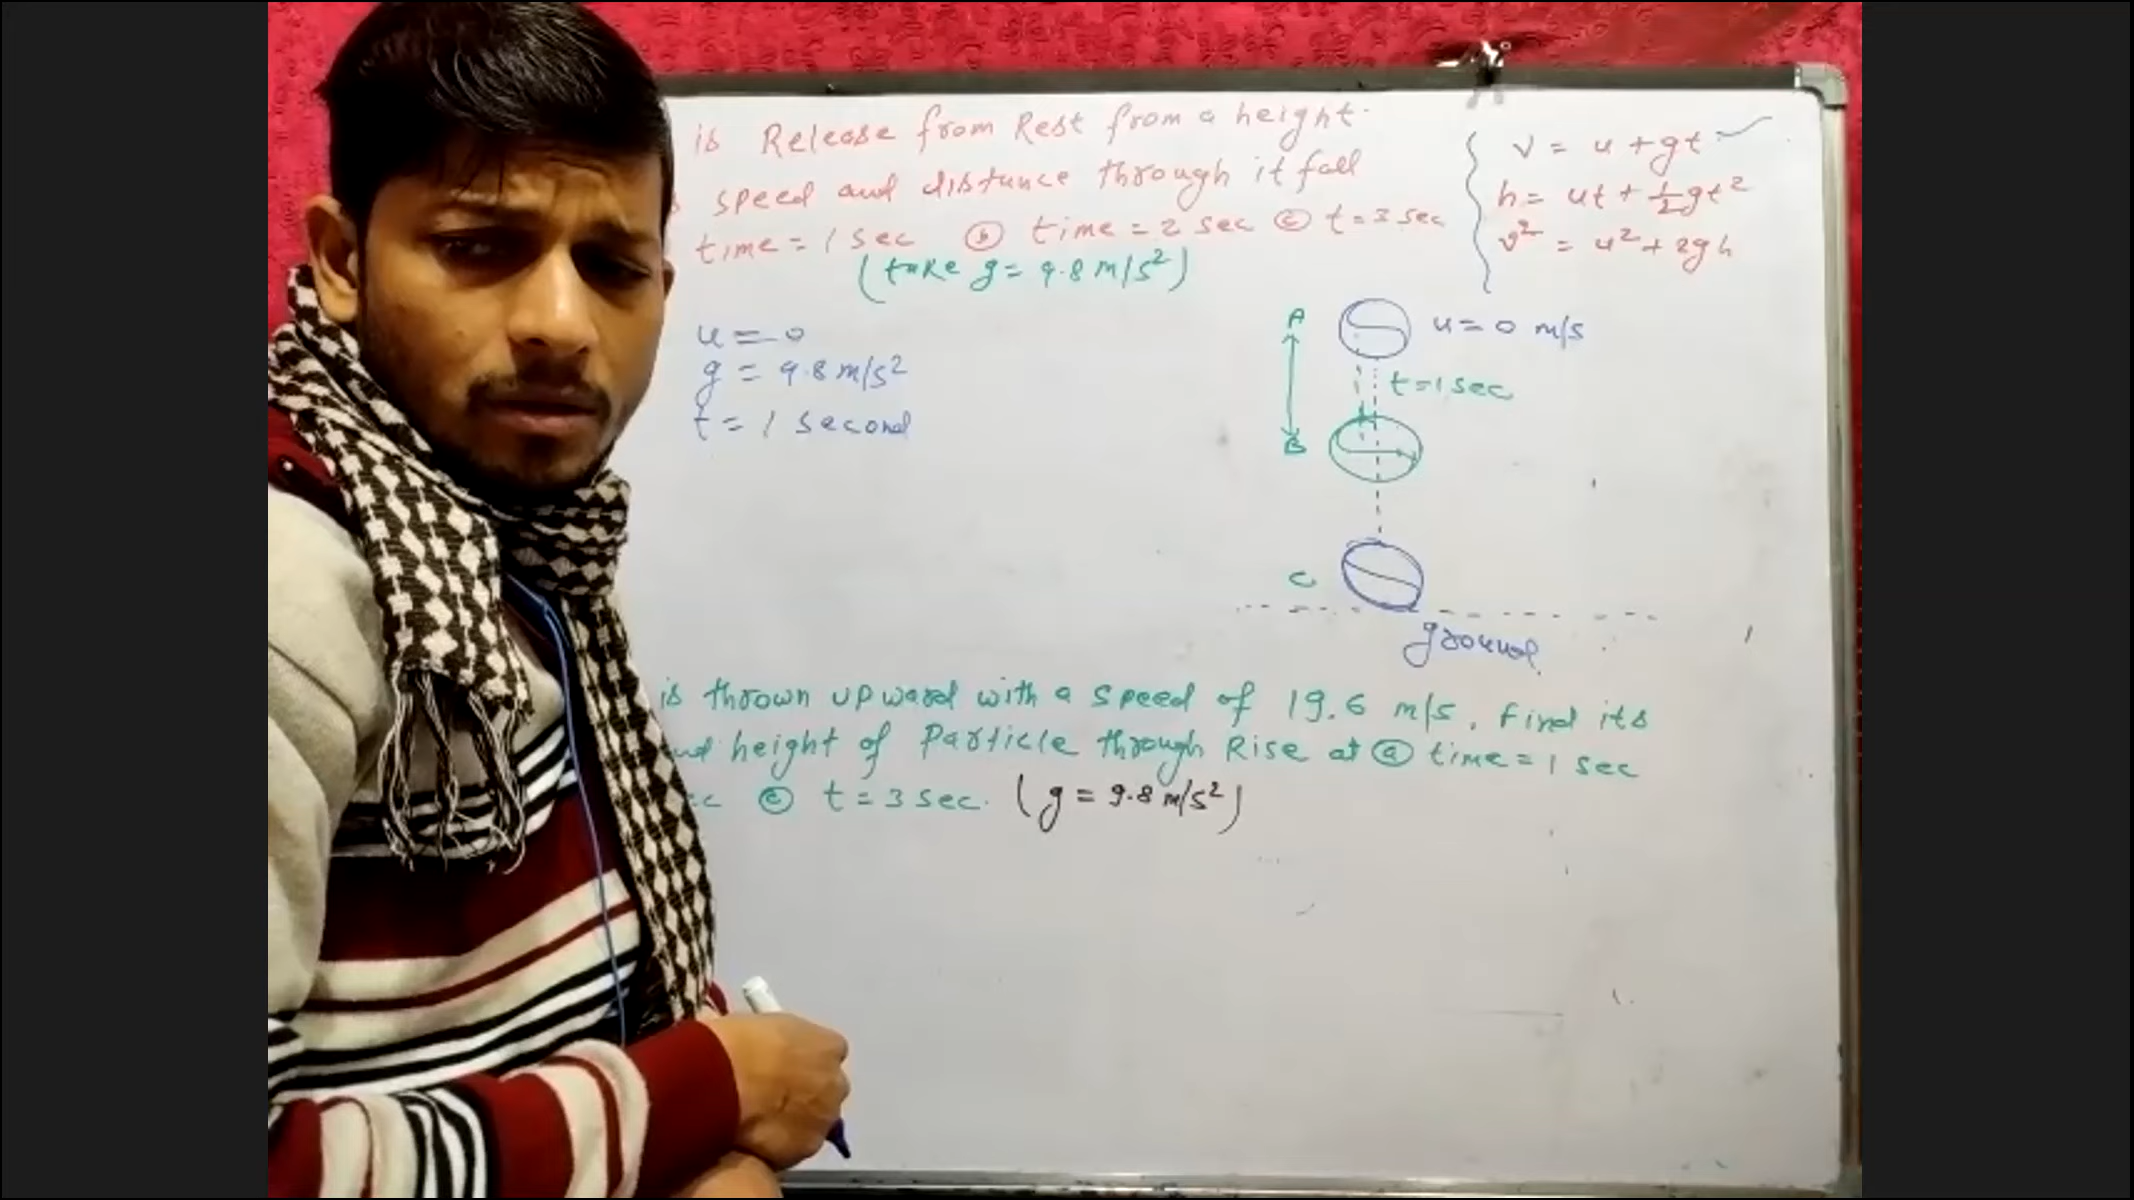 is Release from Rest from a height.
speed and distance through it fall
time = 1 sec ⓑ time = 2 sec ⓒ t = 3 sec
(take g = 9.8 m/s²)
v = u + gt
h = ut + ½gt²
v² = u² + 2gh
u = 0
g = 9.8 m/s²
t = 1 second
A
u = 0 m/s
t = 1 sec
B
C
ground
is thrown upward with a speed of 19.6 m/s. Find its
height of Particle through Rise at ⓐ time = 1 sec
ⓒ t = 3 sec. (g = 9.8 m/s²)